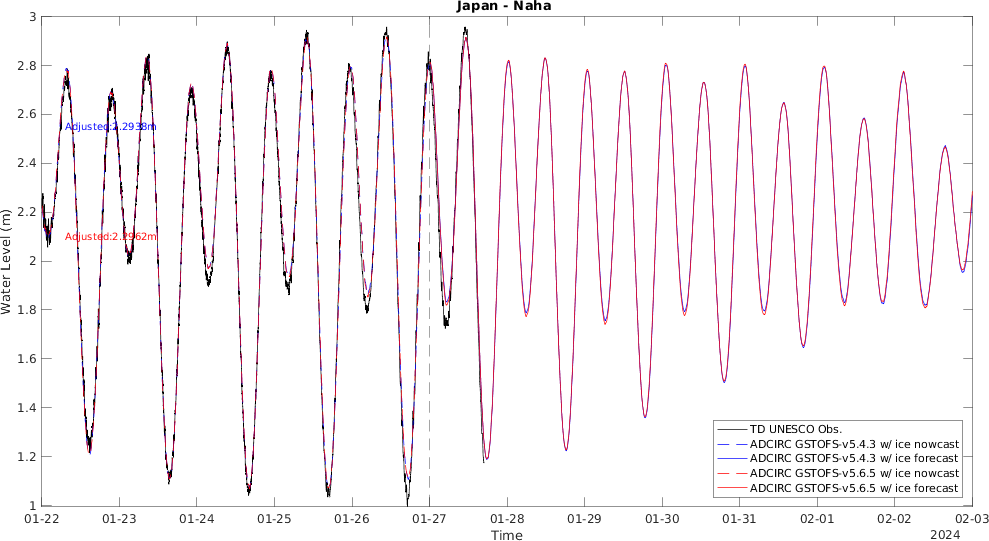 Japan - Naha
3
2.8
2.6
2.4
2.2
2
1.8
1.6
1.4
1.2
1
Water Level (m)
Adjusted:2.2938m
Adjusted:2.2962m
TD UNESCO Obs.
ADCIRC GSTOFS-v5.4.3 w/ ice nowcast
ADCIRC GSTOFS-v5.4.3 w/ ice forecast
ADCIRC GSTOFS-v5.6.5 w/ ice nowcast
ADCIRC GSTOFS-v5.6.5 w/ ice forecast
01-22 01-23 01-24 01-25 01-26 01-27 01-28 01-29 01-30 01-31 02-01 02-02 02-03
Time
2024